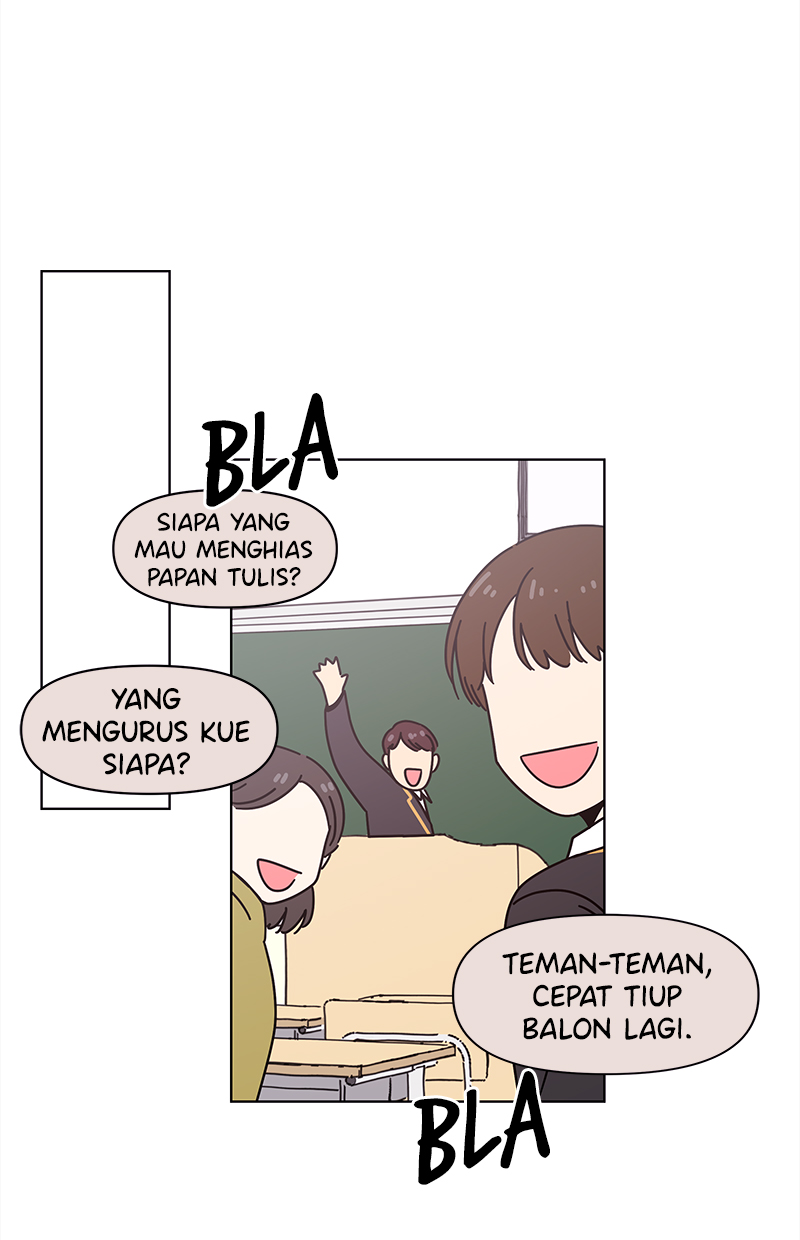 BLA
SIAPA YANG
MAU MENGHIAS
PAPAN TULIS?
YANG
MENGURUS KUE
SIAPA?
TEMAN-TEMAN,
CEPAT TIUP
BALON LAGI.
BLA